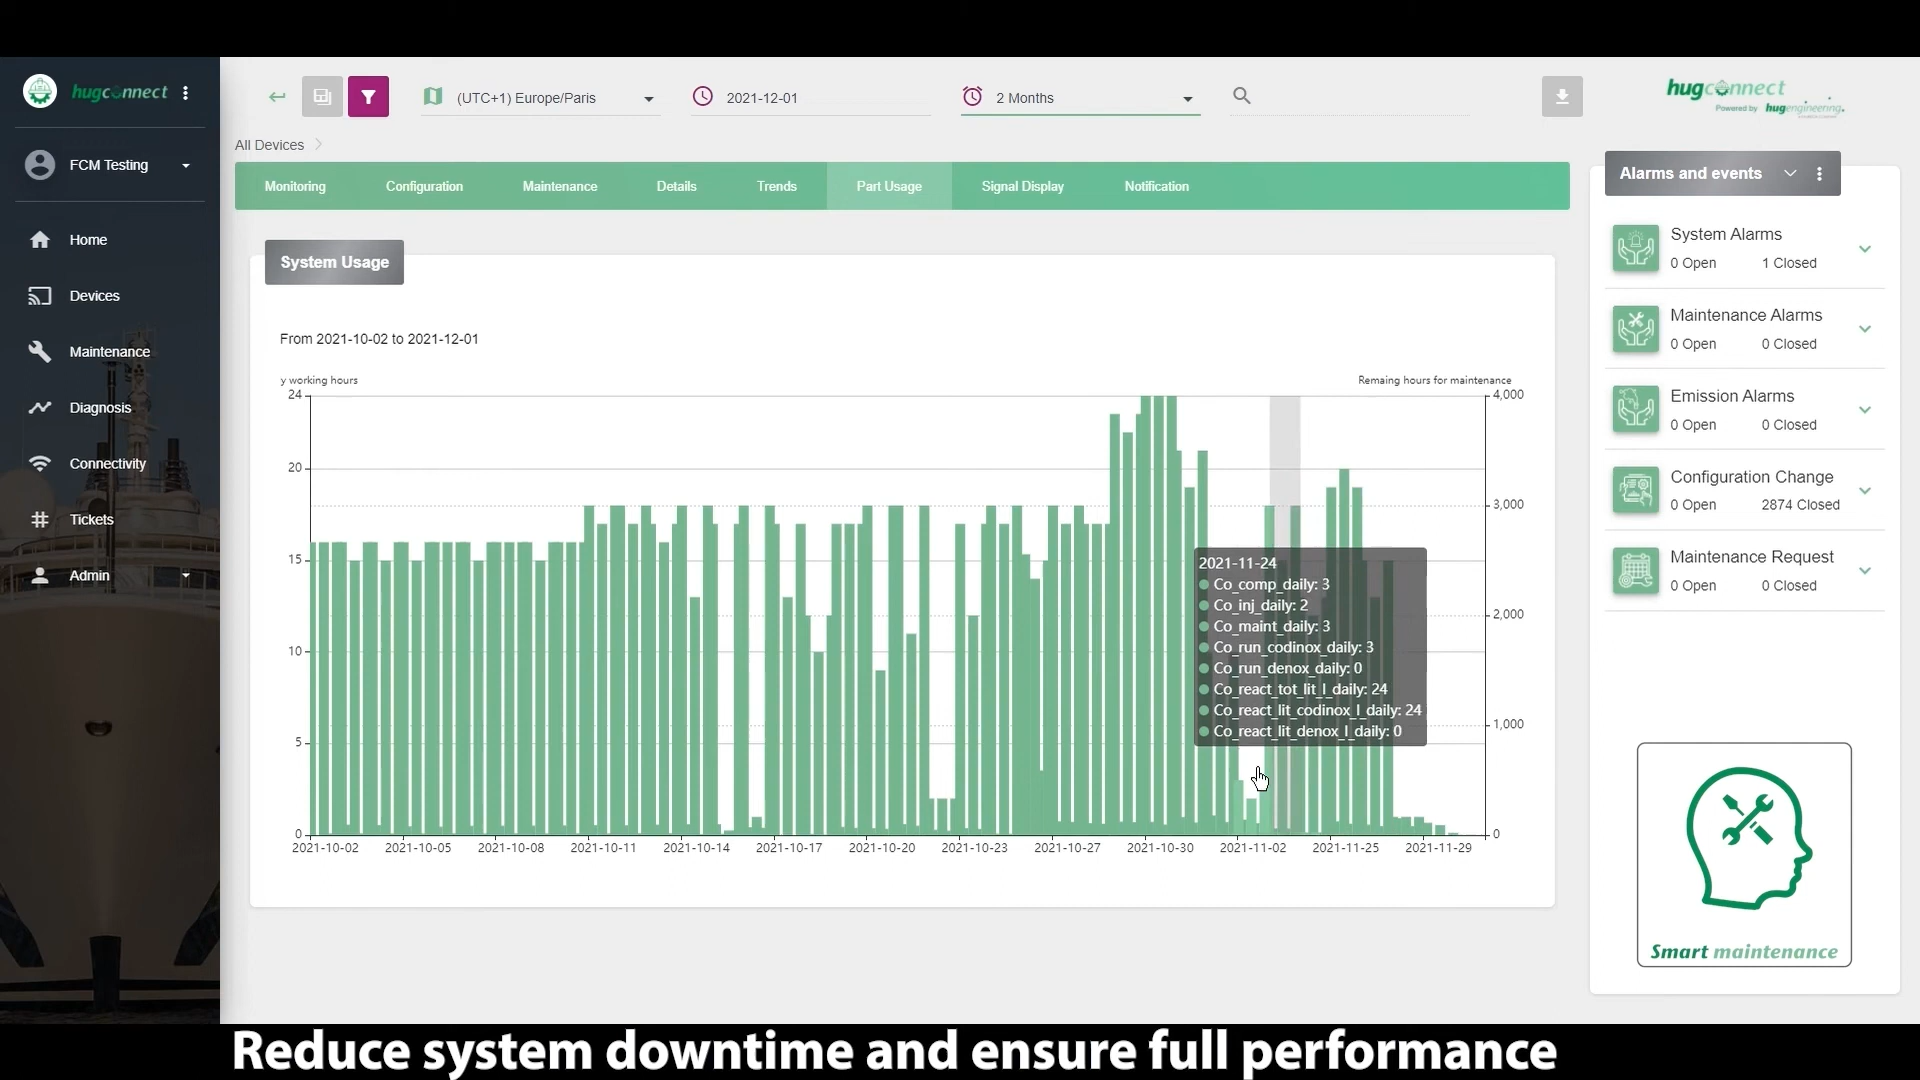 hugconnect
FCM Testing
Home
Devices
Maintenance
Diagnosis
Connectivity
Tickets
Admin
(UTC+1) Europe/Paris
2021-12-01
2 Months
All Devices
Monitoring
Configuration
Maintenance
Details
Trends
Part Usage
Signal Display
Notification
System Usage
From 2021-10-02 to 2021-12-01
y working hours
Remaing hours for maintenance
24
20
15
10
5
0
4,000
3,000
2,000
1,000
0
2021-10-02
2021-10-05
2021-10-08
2021-10-11
2021-10-14
2021-10-17
2021-10-20
2021-10-23
2021-10-27
2021-10-30
2021-11-02
2021-11-25
2021-11-29
2021-11-24
Co_comp_daily: 3
Co_inj_daily: 2
Co_maint_daily: 3
Co_run_codinox_daily: 3
Co_run_denox_daily: 0
Co_react_tot_lit_l_daily: 24
Co_react_lit_codinox_l_daily: 24
Co_react_lit_denox_l_daily: 0
hugconnect
Powered by hugengineering.
Alarms and events
System Alarms
0 Open 1 Closed
Maintenance Alarms
0 Open 0 Closed
Emission Alarms
0 Open 0 Closed
Configuration Change
0 Open 2874 Closed
Maintenance Request
0 Open 0 Closed
Smart maintenance
Reduce system downtime and ensure full performance